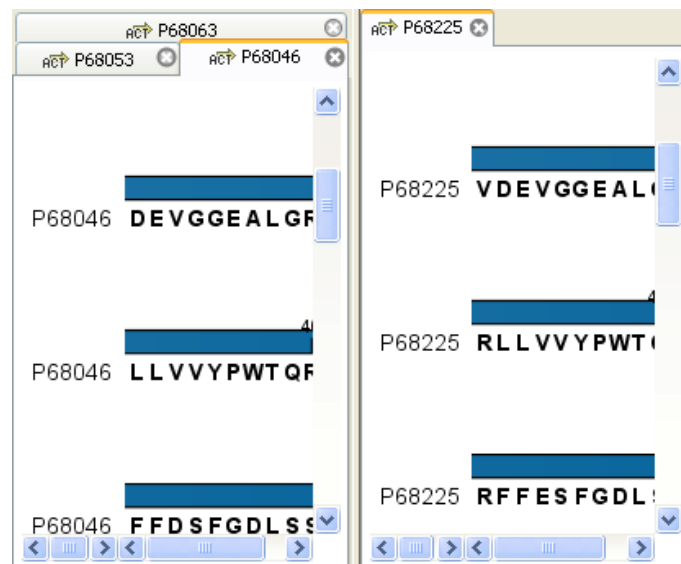 P68063
P68053 P68046
P68046 DEVGGEALGR
P68046 LLVVYPWTQR
P68046 FFDSFGDLSS
P68225
P68225 VDEVGGEAL
P68225 RLLVVYPWT
P68225 RFFESFGDL